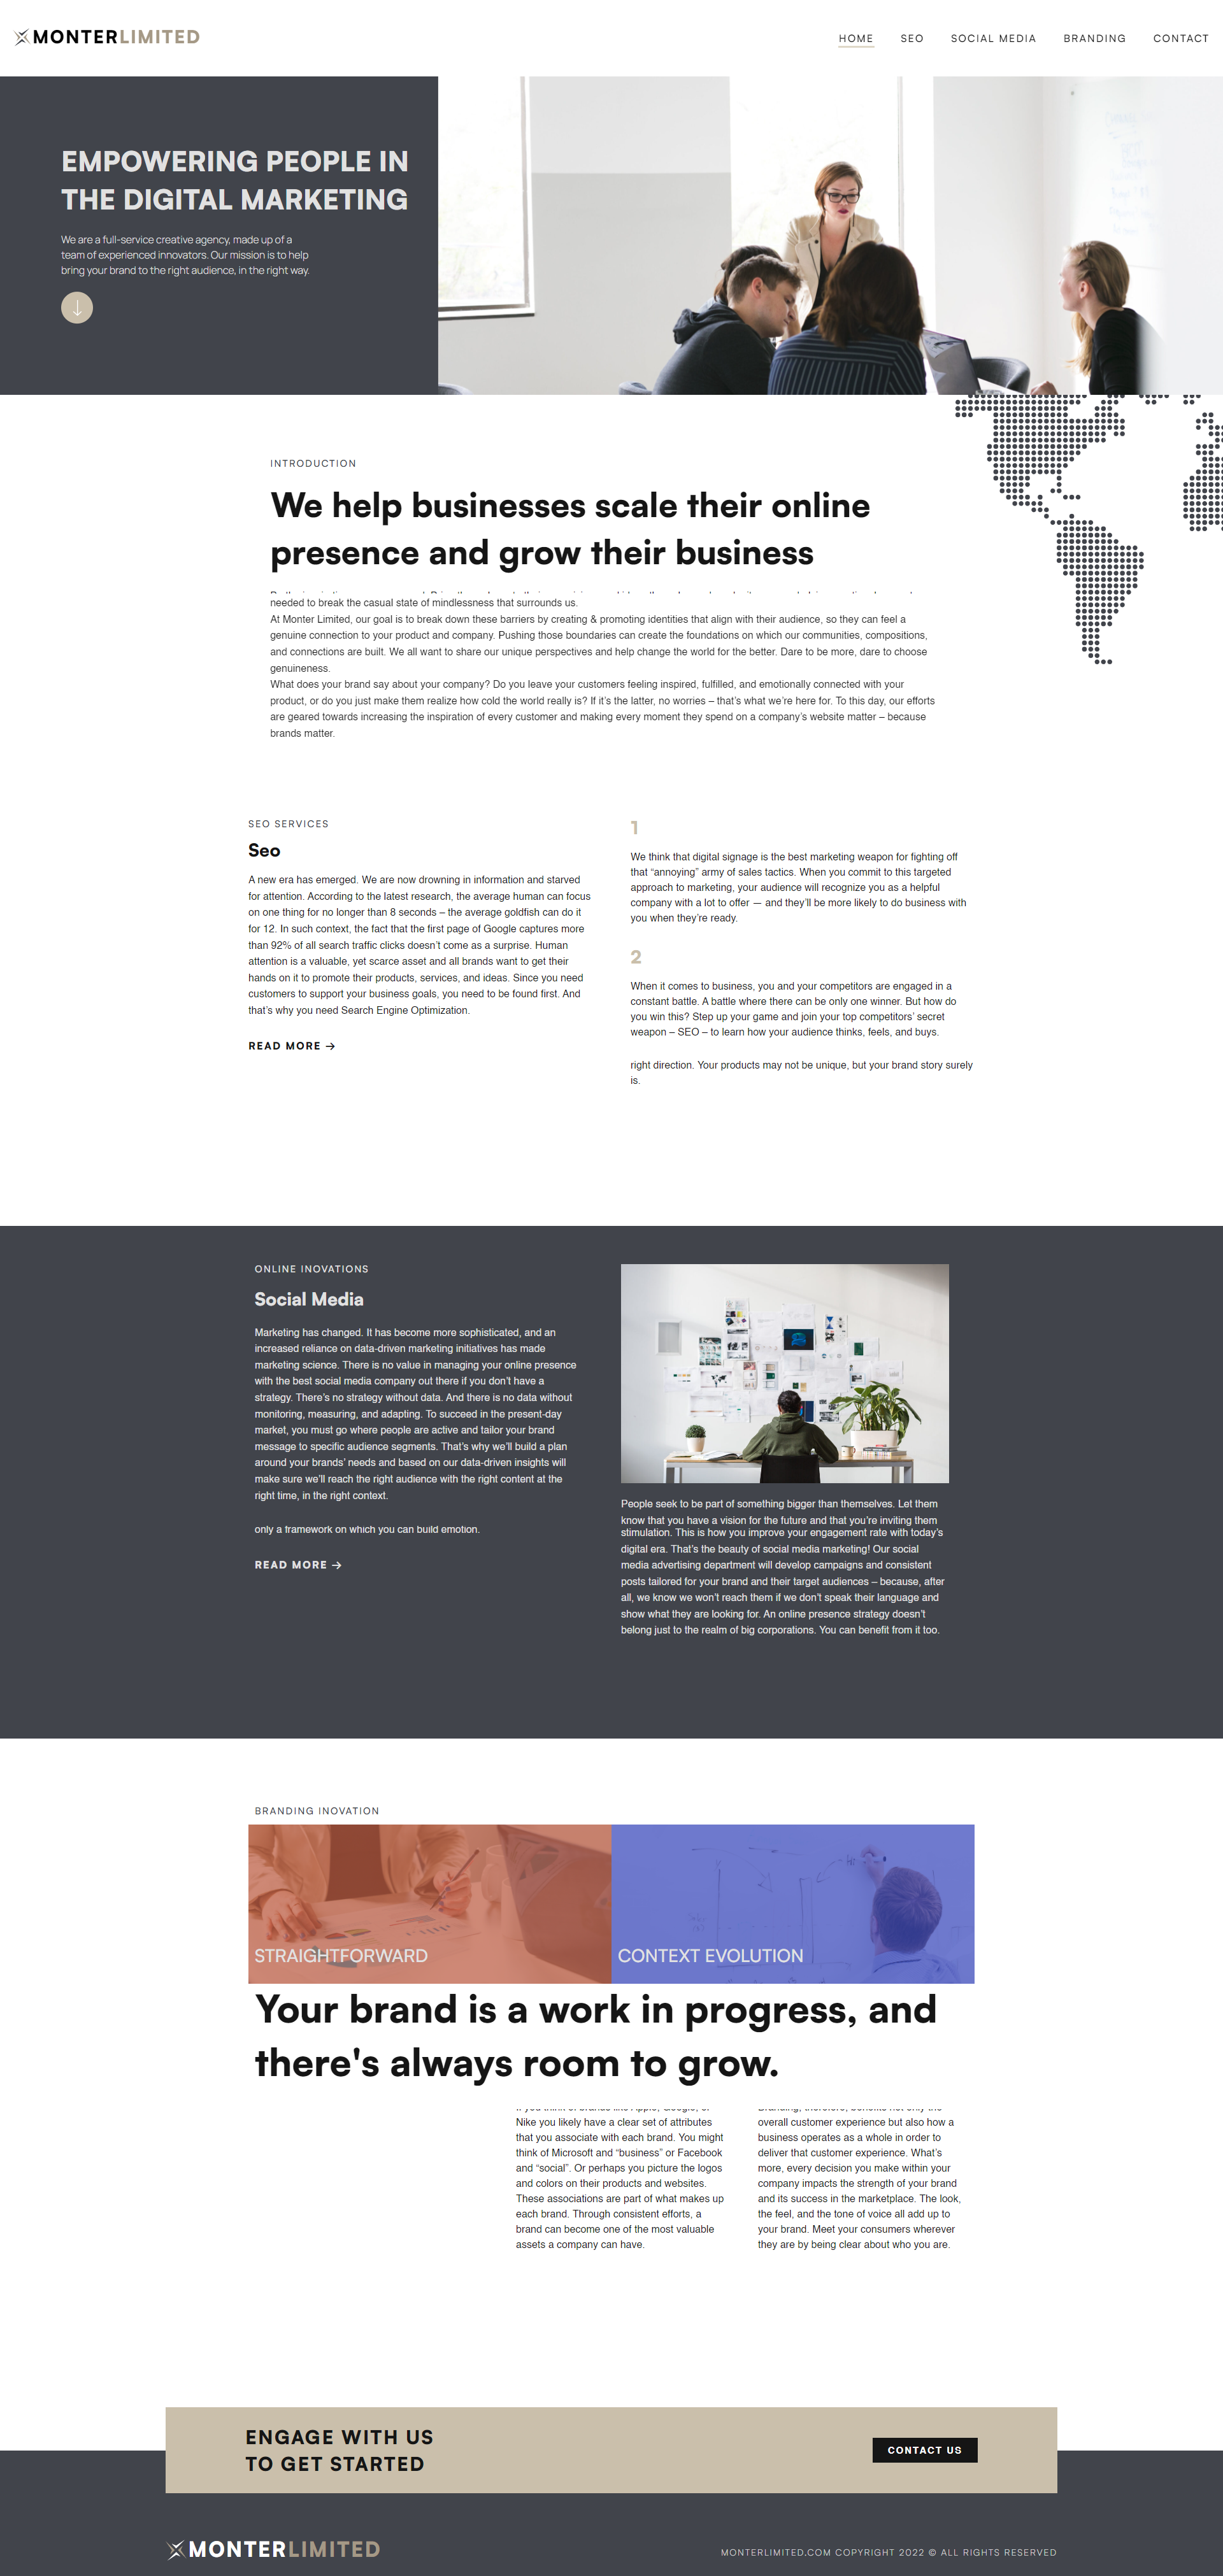 MONTERLIMITED
HOME SEO SOCIAL MEDIA BRANDING CONTACT
EMPOWERING PEOPLE IN
THE DIGITAL MARKETING
We are a full-service creative agency, made up of a
team of experienced innovators. Our mission is to help
bring your brand to the right audience, in the right way.
INTRODUCTION
We help businesses scale their online
presence and grow their business
needed to break the casual state of mindlessness that surrounds us.
At Monter Limited, our goal is to break down these barriers by creating & promoting identities that align with their audience, so they can feel a
genuine connection to your product and company. Pushing those boundaries can create the foundations on which our communities, compositions,
and connections are built. We all want to share our unique perspectives and help change the world for the better. Dare to be more, dare to choose
genuineness.
What does your brand say about your company? Do you leave your customers feeling inspired, fulfilled, and emotionally connected with your
product, or do you just make them realize how cold the world really is? If it’s the latter, no worries – that’s what we’re here for. To this day, our efforts
are geared towards increasing the inspiration of every customer and making every moment they spend on a company’s website matter – because
brands matter.
SEO SERVICES
Seo
A new era has emerged. We are now drowning in information and starved
for attention. According to the latest research, the average human can focus
on one thing for no longer than 8 seconds – the average goldfish can do it
for 12. In such context, the fact that the first page of Google captures more
than 92% of all search traffic clicks doesn’t come as a surprise. Human
attention is a valuable, yet scarce asset and all brands want to get their
hands on it to promote their products, services, and ideas. Since you need
customers to support your business goals, you need to be found first. And
that’s why you need Search Engine Optimization.
READ MORE →
1
We think that digital signage is the best marketing weapon for fighting off
that “annoying” army of sales tactics. When you commit to this targeted
approach to marketing, your audience will recognize you as a helpful
company with a lot to offer — and they’ll be more likely to do business with
you when they’re ready.
2
When it comes to business, you and your competitors are engaged in a
constant battle. A battle where there can be only one winner. But how do
you win this? Step up your game and join your top competitors’ secret
weapon – SEO – to learn how your audience thinks, feels, and buys.
right direction. Your products may not be unique, but your brand story surely
is.
ONLINE INOVATIONS
Social Media
Marketing has changed. It has become more sophisticated, and an
increased reliance on data-driven marketing initiatives has made
marketing science. There is no value in managing your online presence
with the best social media company out there if you don’t have a
strategy. There’s no strategy without data. And there is no data without
monitoring, measuring, and adapting. To succeed in the present-day
market, you must go where people are active and tailor your brand
message to specific audience segments. That’s why we’ll build a plan
around your brands’ needs and based on our data-driven insights will
make sure we’ll reach the right audience with the right content at the
right time, in the right context.
only a framework on which you can build emotion.
READ MORE →
People seek to be part of something bigger than themselves. Let them
know that you have a vision for the future and that you’re inviting them
stimulation. This is how you improve your engagement rate with today’s
digital era. That’s the beauty of social media marketing! Our social
media advertising department will develop campaigns and consistent
posts tailored for your brand and their target audiences – because, after
all, we know we won’t reach them if we don’t speak their language and
show what they are looking for. An online presence strategy doesn’t
belong just to the realm of big corporations. You can benefit from it too.
BRANDING INOVATION
STRAIGHTFORWARD
CONTEXT EVOLUTION
Your brand is a work in progress, and
there's always room to grow.
If you think of brands like Apple, Google, or
Nike you likely have a clear set of attributes
that you associate with each brand. You might
think of Microsoft and “business” or Facebook
and “social”. Or perhaps you picture the logos
and colors on their products and websites.
These associations are part of what makes up
each brand. Through consistent efforts, a
brand can become one of the most valuable
assets a company can have.
Branding, therefore, benefits not only the
overall customer experience but also how a
business operates as a whole in order to
deliver that customer experience. What’s
more, every decision you make within your
company impacts the strength of your brand
and its success in the marketplace. The look,
the feel, and the tone of voice all add up to
your brand. Meet your consumers wherever
they are by being clear about who you are.
ENGAGE WITH US
TO GET STARTED
CONTACT US
MONTERLIMITED
MONTERLIMITED.COM COPYRIGHT 2022 © ALL RIGHTS RESERVED